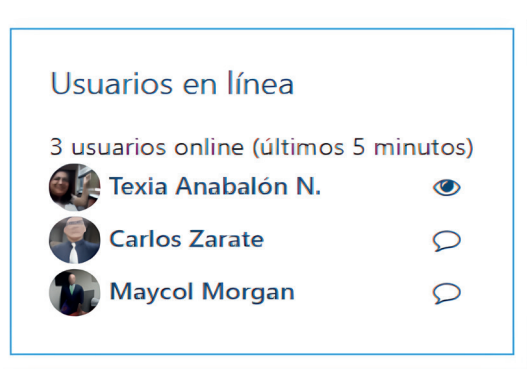 Usuarios en línea
3 usuarios online (últimos 5 minutos)
Texia Anabalón N.
Carlos Zarate
Maycol Morgan